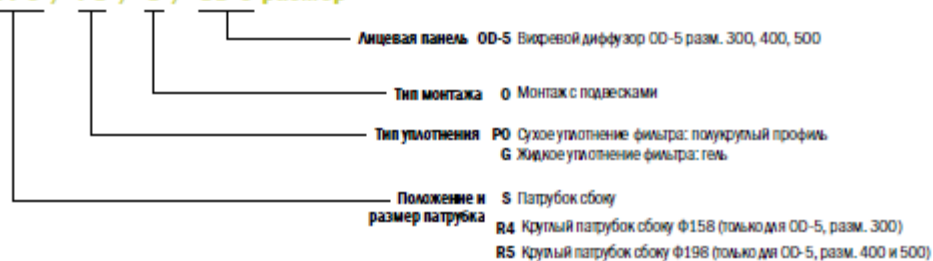 размер
Лицевая панель OD-5 Вихревой диффузор OD-5 разм. 300, 400, 500
Тип монтажа O Монтаж с подвесками
Тип уплотнения PO Сухое уплотнение фильтра: полукруглый профиль
G Жидкое уплотнение фильтра: гель
Положение и S Патрубок сбоку
размер патрубка
R4 Круглый патрубок сбоку Ф158 (только для OD-5, разм. 300)
R5 Круглый патрубок сбоку Ф198 (только для OD-5, разм. 400 и 500)